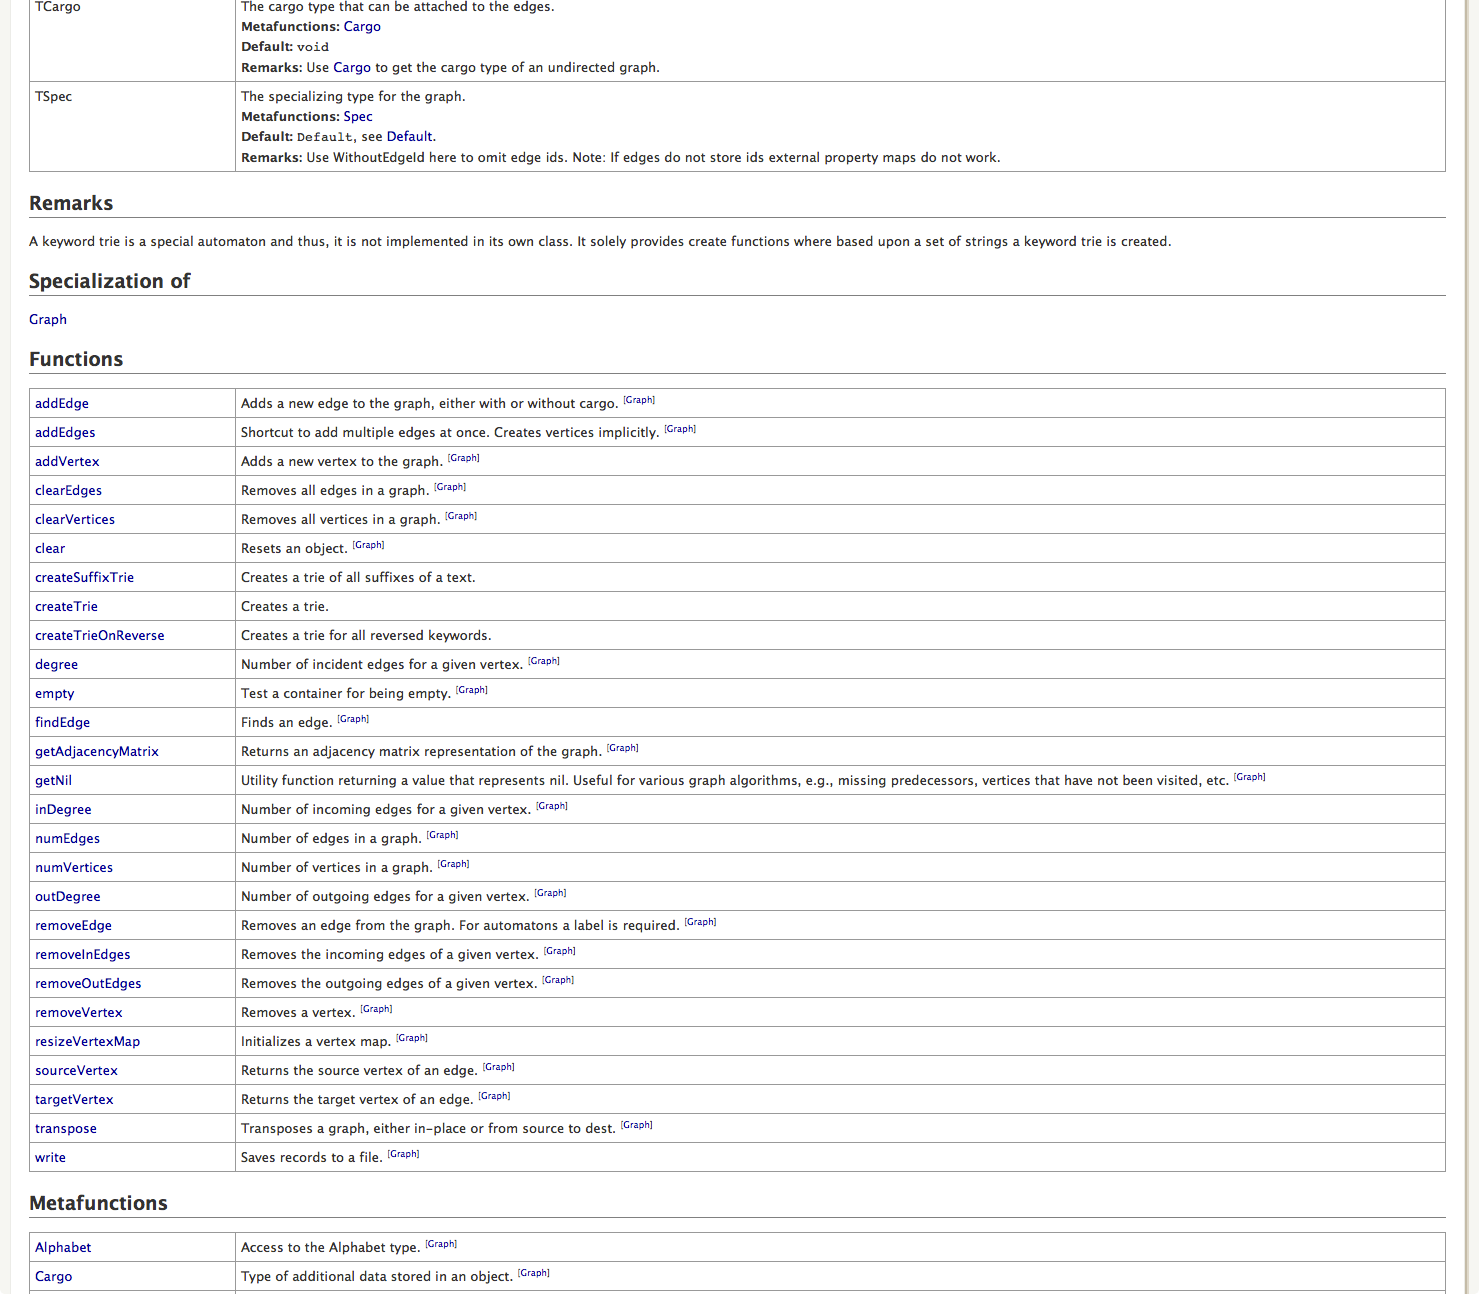 TCargo The cargo type that can be attached to the edges.
Metafunctions: Cargo
Default: void
Remarks: Use Cargo to get the cargo type of an undirected graph.
TSpec The specializing type for the graph.
Metafunctions: Spec
Default: Default, see Default.
Remarks: Use WithoutEdgeId here to omit edge ids. Note: If edges do not store ids external property maps do not work.
Remarks
A keyword trie is a special automaton and thus, it is not implemented in its own class. It solely provides create functions where based upon a set of strings a keyword trie is created.
Specialization of
Graph
Functions
addEdge Adds a new edge to the graph, either with or without cargo. [Graph]
addEdges Shortcut to add multiple edges at once. Creates vertices implicitly. [Graph]
addVertex Adds a new vertex to the graph. [Graph]
clearEdges Removes all edges in a graph. [Graph]
clearVertices Removes all vertices in a graph. [Graph]
clear Resets an object. [Graph]
createSuffixTrie Creates a trie of all suffixes of a text.
createTrie Creates a trie.
createTrieOnReverse Creates a trie for all reversed keywords.
degree Number of incident edges for a given vertex. [Graph]
empty Test a container for being empty. [Graph]
findEdge Finds an edge. [Graph]
getAdjacencyMatrix Returns an adjacency matrix representation of the graph. [Graph]
getNil Utility function returning a value that represents nil. Useful for various graph algorithms, e.g., missing predecessors, vertices that have not been visited, etc. [Graph]
inDegree Number of incoming edges for a given vertex. [Graph]
numEdges Number of edges in a graph. [Graph]
numVertices Number of vertices in a graph. [Graph]
outDegree Number of outgoing edges for a given vertex. [Graph]
removeEdge Removes an edge from the graph. For automatons a label is required. [Graph]
removeInEdges Removes the incoming edges of a given vertex. [Graph]
removeOutEdges Removes the outgoing edges of a given vertex. [Graph]
removeVertex Removes a vertex. [Graph]
resizeVertexMap Initializes a vertex map. [Graph]
sourceVertex Returns the source vertex of an edge. [Graph]
targetVertex Returns the target vertex of an edge. [Graph]
transpose Transposes a graph, either in-place or from source to dest. [Graph]
write Saves records to a file. [Graph]
Metafunctions
Alphabet Access to the Alphabet type. [Graph]
Cargo Type of additional data stored in an object. [Graph]